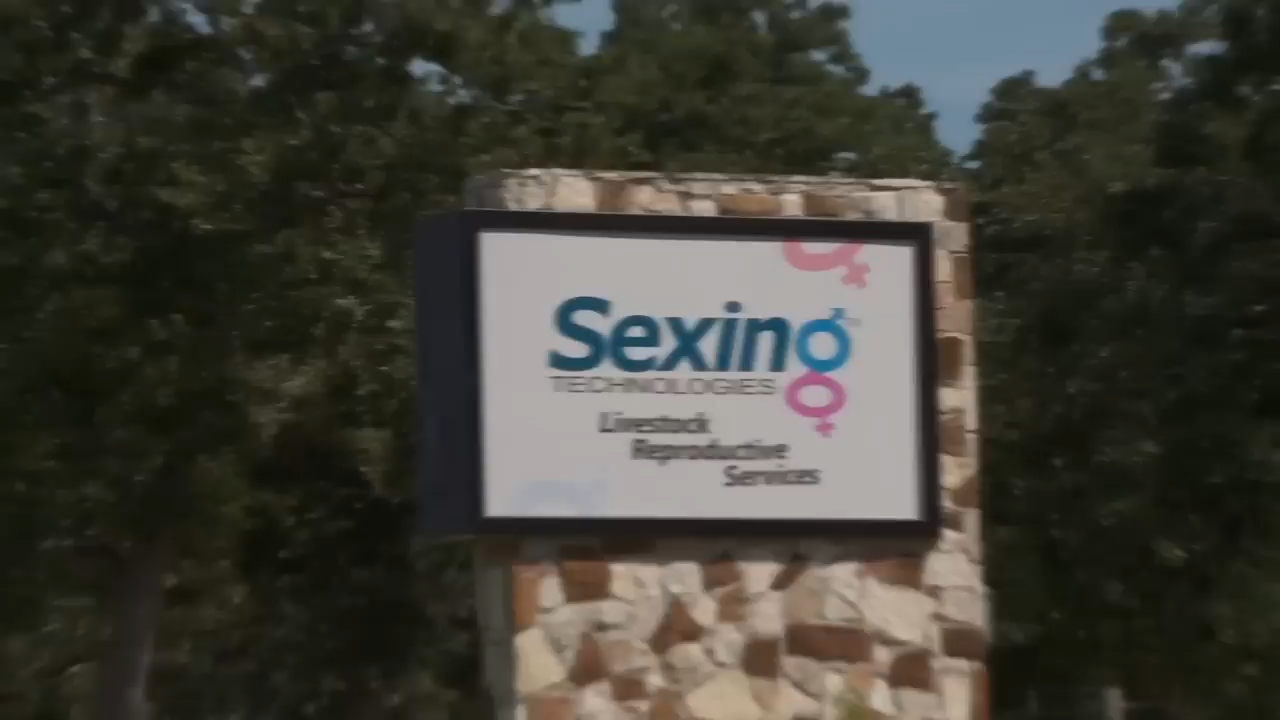 Sexing
TECHNOLOGIES
Livestock
Reproductive
Services